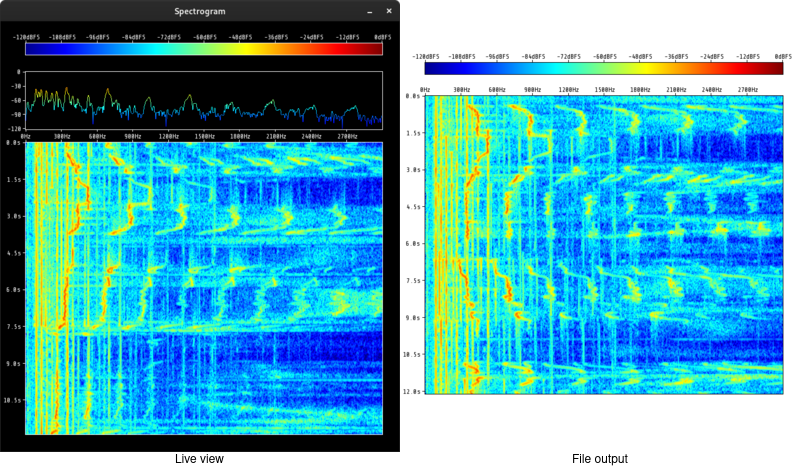 Spectrogram
-120dBFS -108dBFS -96dBFS -84dBFS -72dBFS -60dBFS -48dBFS -36dBFS -24dBFS -12dBFS 0dBFS
0
-30
-60
-90
-120
0Hz 300Hz 600Hz 900Hz 1200Hz 1500Hz 1800Hz 2100Hz 2400Hz 2700Hz
0.0s
1.5s
3.0s
4.5s
6.0s
7.5s
9.0s
10.5s
Live view
-120dBFS -108dBFS -96dBFS -84dBFS -72dBFS -60dBFS -48dBFS -36dBFS -24dBFS -12dBFS 0dBFS
0Hz 300Hz 600Hz 900Hz 1200Hz 1500Hz 1800Hz 2100Hz 2400Hz 2700Hz
0.0s
1.5s
3.0s
4.5s
6.0s
7.5s
9.0s
10.5s
12.0s
File output